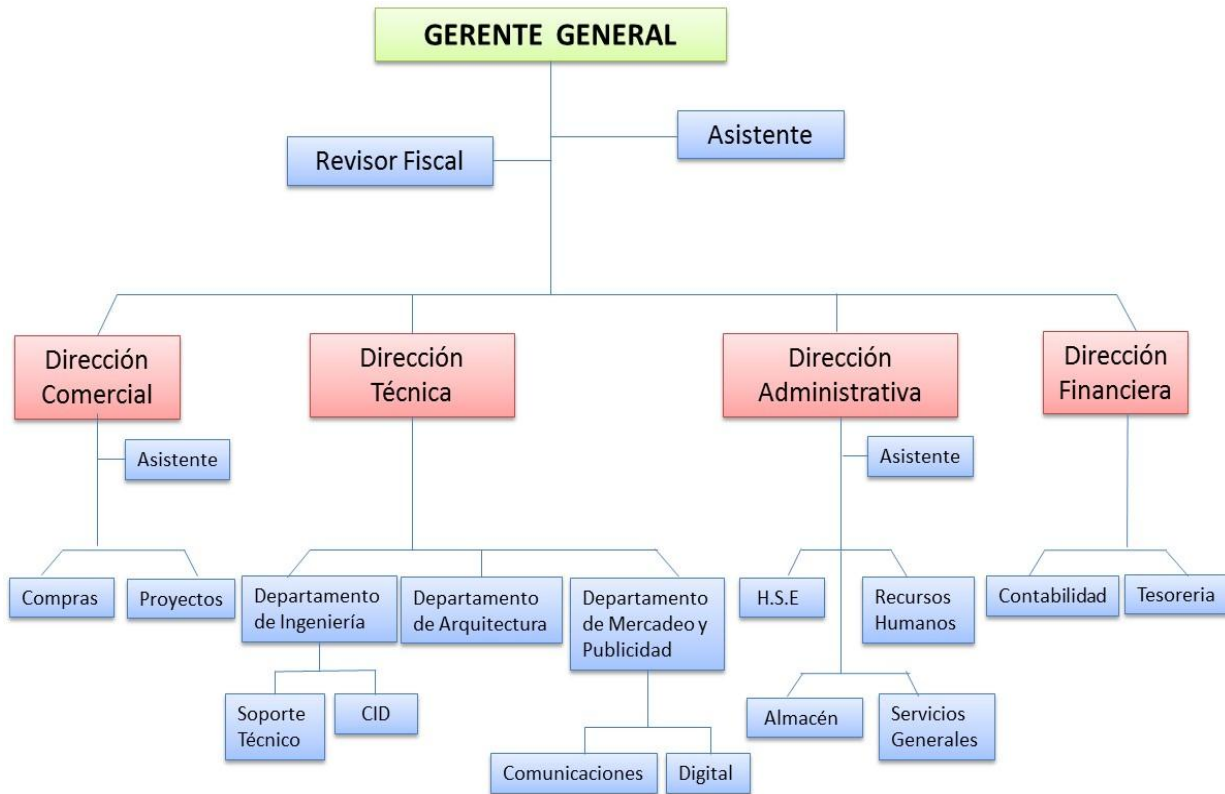 GERENTE GENERAL
Asistente
Revisor Fiscal
Dirección
Comercial
Dirección
Técnica
Dirección
Administrativa
Dirección
Financiera
Asistente
Asistente
Compras
Proyectos
Departamento
de Ingeniería
Departamento
de Arquitectura
Departamento
de Mercadeo y
Publicidad
H.S.E
Recursos
Humanos
Contabilidad
Tesoreria
Soporte
Técnico
CID
Almacén
Servicios
Generales
Comunicaciones
Digital